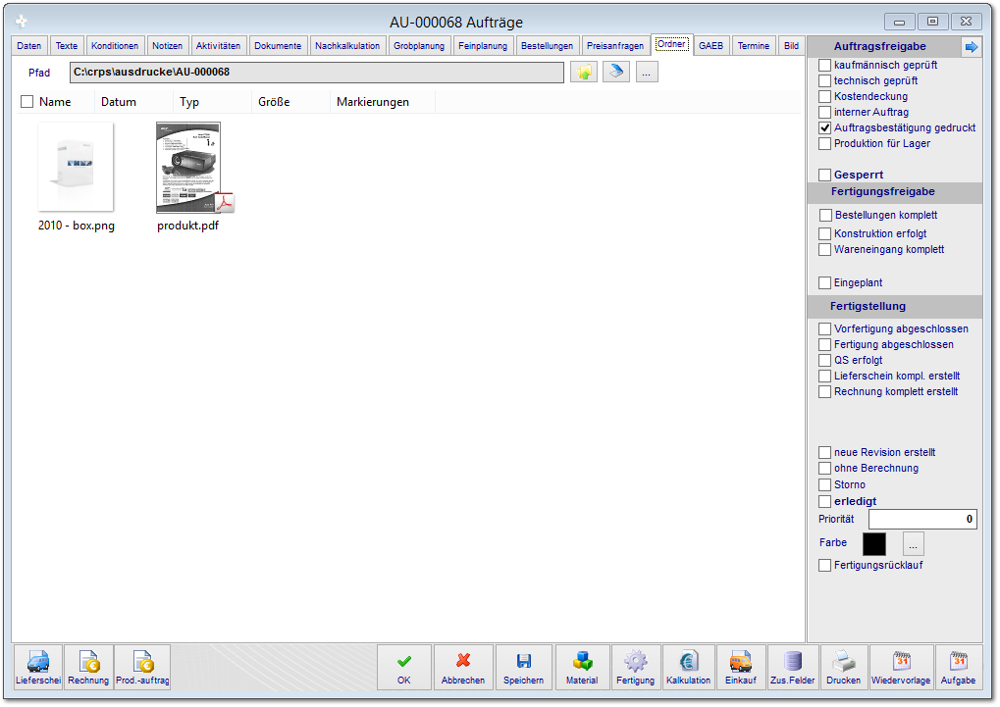 AU-000068 Aufträge
Daten Texte Konditionen Notizen Aktivitäten Dokumente Nachkalkulation Grobplanung Feinplanung Bestellungen Preisanfragen Ordner GAEB Termine Bild
Pfad C:\crps\ausdrucke\AU-000068 ...
Name Datum Typ Größe Markierungen
2010 - box.png produkt.pdf
Auftragsfreigabe
kaufmännisch geprüft
technisch geprüft
Kostendeckung
interner Auftrag
Auftragsbestätigung gedruckt
Produktion für Lager
Gesperrt
Fertigungsfreigabe
Bestellungen komplett
Konstruktion erfolgt
Wareneingang komplett
Eingeplant
Fertigstellung
Vorfertigung abgeschlossen
Fertigung abgeschlossen
QS erfolgt
Lieferschein kompl. erstellt
Rechnung komplett erstellt
neue Revision erstellt
ohne Berechnung
Storno
erledigt
Priorität 0
Farbe ...
Fertigungsrücklauf
31 31
Lieferschei Rechnung Prod.-auftrag OK Abbrechen Speichern Material Fertigung Kalkulation Einkauf Zus.Felder Drucken Wiedervorlage Aufgabe